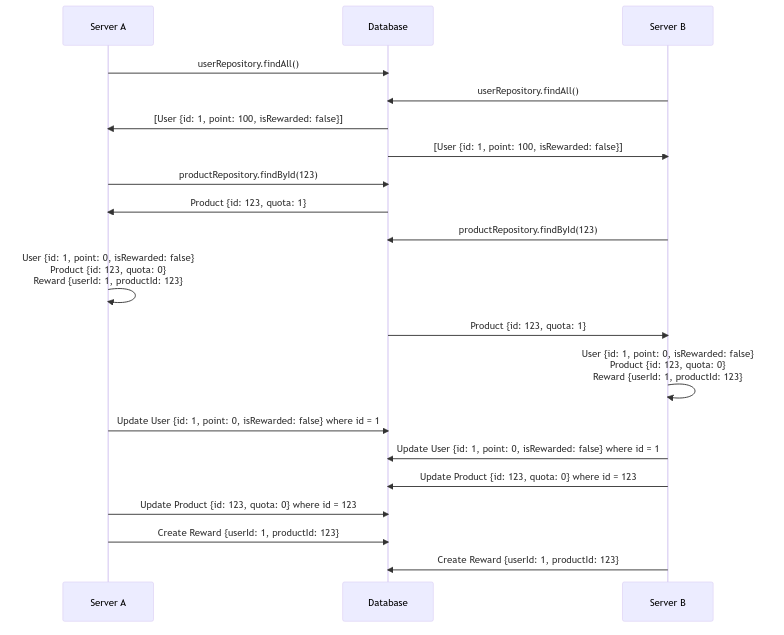 Server A
Database
Server B
userRepository.findAll()
userRepository.findAll()
[User {id: 1, point: 100, isRewarded: false}]
[User {id: 1, point: 100, isRewarded: false}]
productRepository.findById(123)
Product {id: 123, quota: 1}
productRepository.findById(123)
User {id: 1, point: 0, isRewarded: false}
Product {id: 123, quota: 0}
Reward {userId: 1, productId: 123}
Product {id: 123, quota: 1}
User {id: 1, point: 0, isRewarded: false}
Product {id: 123, quota: 0}
Reward {userId: 1, productId: 123}
Update User {id: 1, point: 0, isRewarded: false} where id = 1
Update User {id: 1, point: 0, isRewarded: false} where id = 1
Update Product {id: 123, quota: 0} where id = 123
Update Product {id: 123, quota: 0} where id = 123
Create Reward {userId: 1, productId: 123}
Create Reward {userId: 1, productId: 123}
Server A
Database
Server B